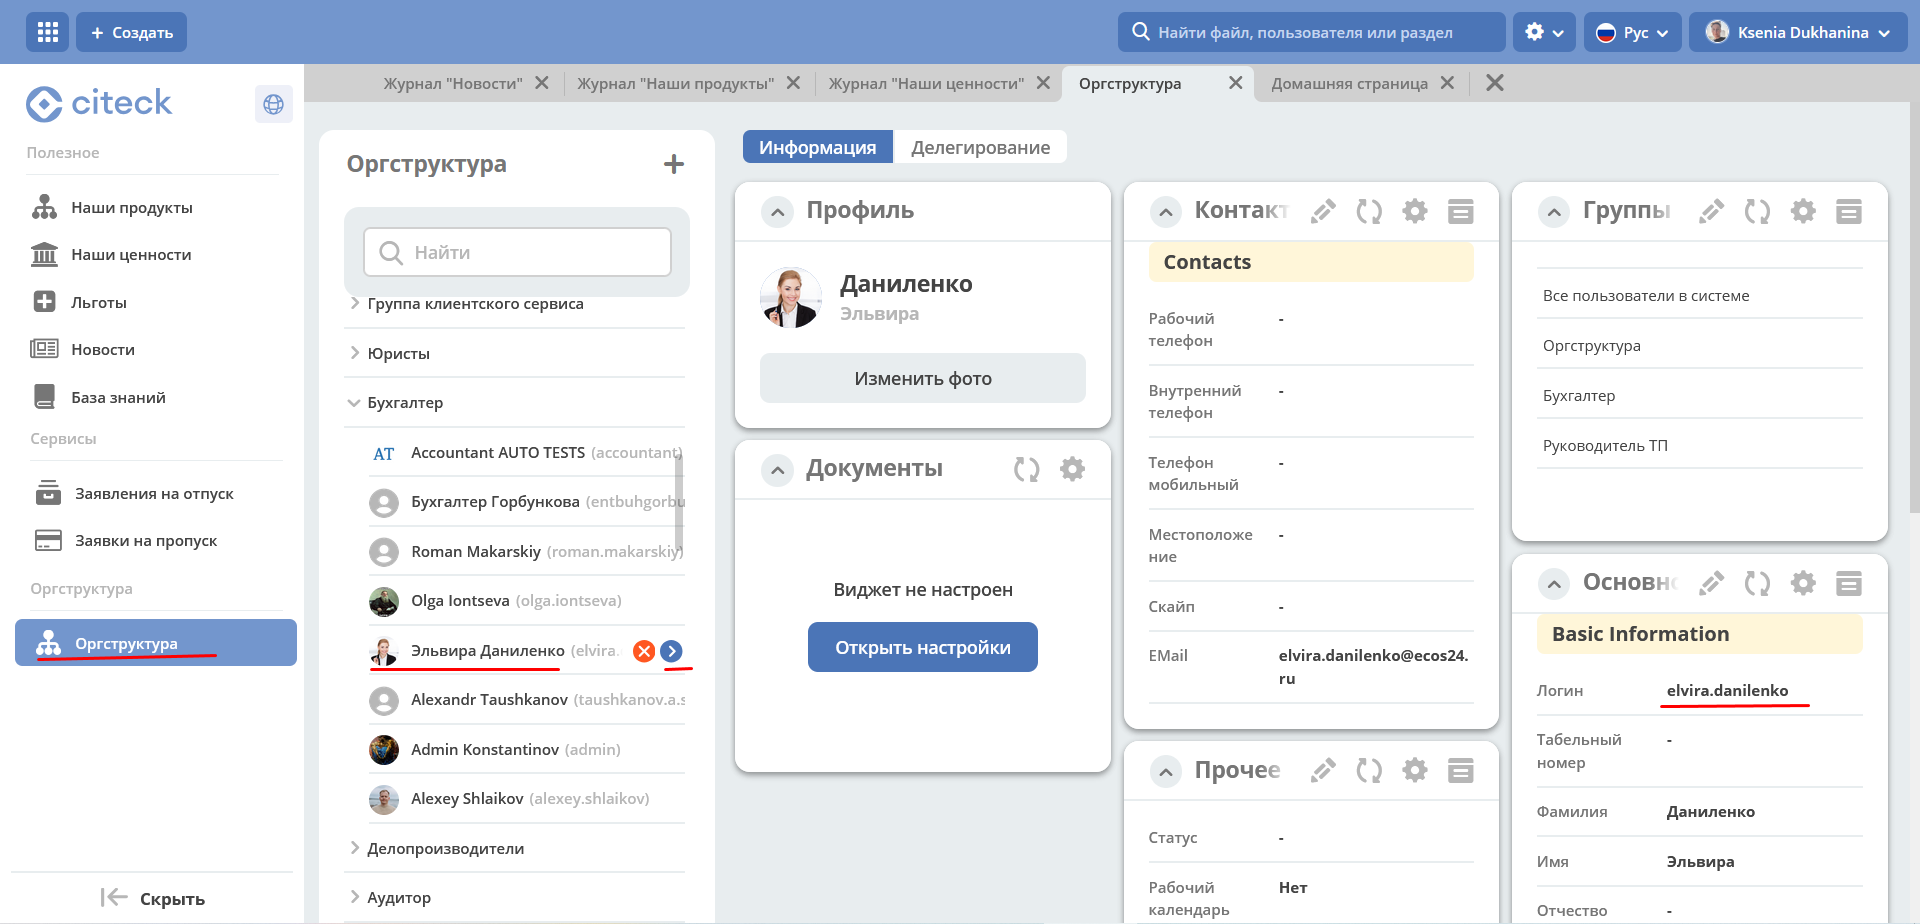 Создать
Найти файл, пользователя или раздел
Рус
Ksenia Dukhanina
citeck
Полезное
Наши продукты
Наши ценности
Льготы
Новости
База знаний
Сервисы
Заявления на отпуск
Заявки на пропуск
Оргструктура
Оргструктура
Скрыть
Журнал "Новости"
Журнал "Наши продукты"
Журнал "Наши ценности"
Оргструктура
Домашняя страница
Оргструктура
Найти
Группа клиентского сервиса
Юристы
Бухгалтер
AT Accountant AUTO TESTS (accountant)
Бухгалтер Горбункова (entbuhgorbu
Roman Makarskiy (roman.makarskiy)
Olga Iontseva (olga.iontseva)
Эльвира Даниленко (elvira.
Alexandr Taushkanov (taushkanov.a.s
Admin Konstantinov (admin)
Alexey Shlaikov (alexey.shlaikov)
Делопроизводители
Аудитор
Информация
Делегирование
Профиль
Даниленко
Эльвира
Изменить фото
Документы
Виджет не настроен
Открыть настройки
Контакт
Contacts
Рабочий
телефон
-
Внутренний
телефон
-
Телефон
мобильный
-
Местоположе
ние
-
Скайп
-
EMail
elvira.danilenko@ecos24.
ru
Прочее
Статус
-
Рабочий
календарь
Нет
Группы
Все пользователи в системе
Оргструктура
Бухгалтер
Руководитель ТП
Основно
Basic Information
Логин
elvira.danilenko
Табельный
номер
-
Фамилия
Даниленко
Имя
Эльвира
Отчество
-